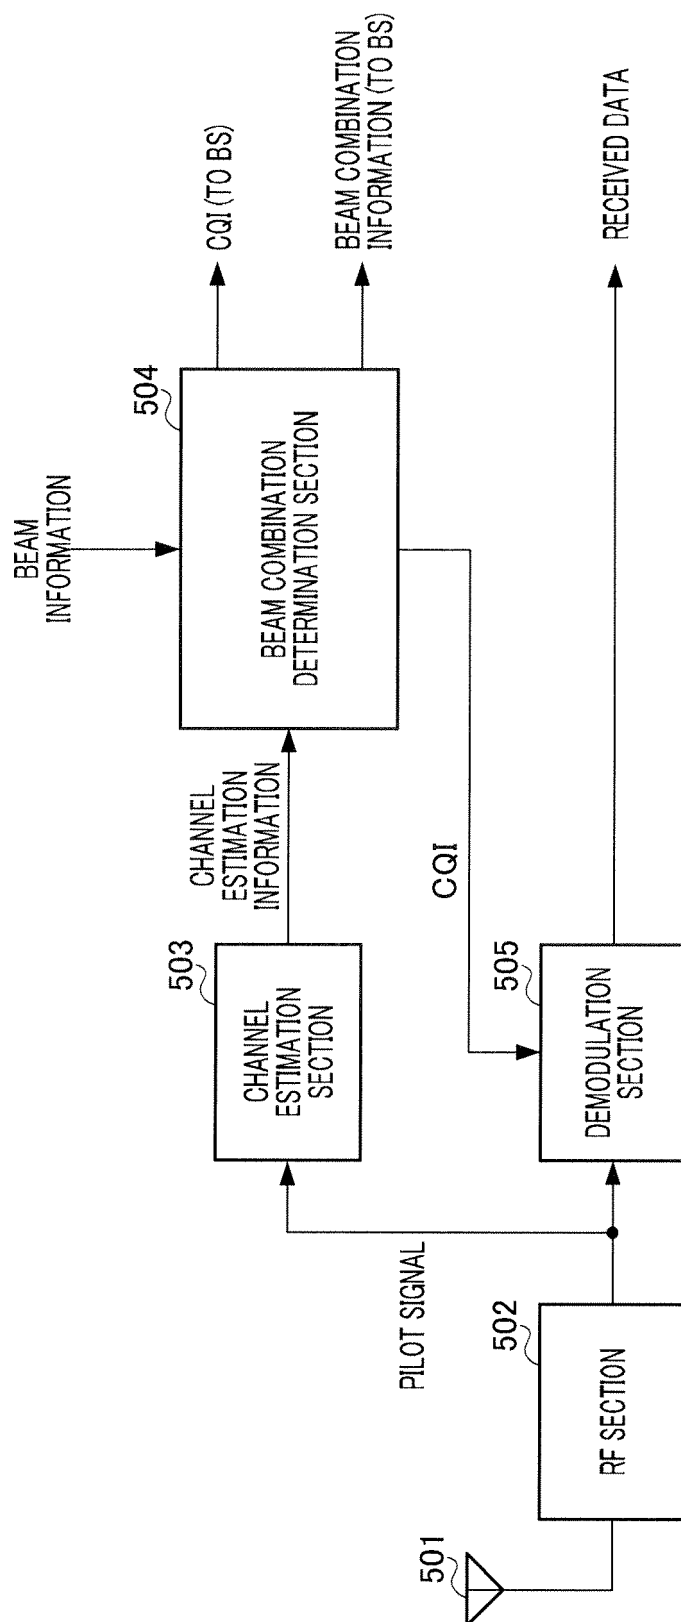 501
502
RF SECTION
PILOT SIGNAL
503
CHANNEL
ESTIMATION
SECTION
CHANNEL
ESTIMATION
INFORMATION
BEAM
INFORMATION
504
BEAM COMBINATION
DETERMINATION SECTION
CQI (TO BS)
BEAM COMBINATION
INFORMATION (TO BS)
CQI
505
DEMODULATION
SECTION
RECEIVED DATA